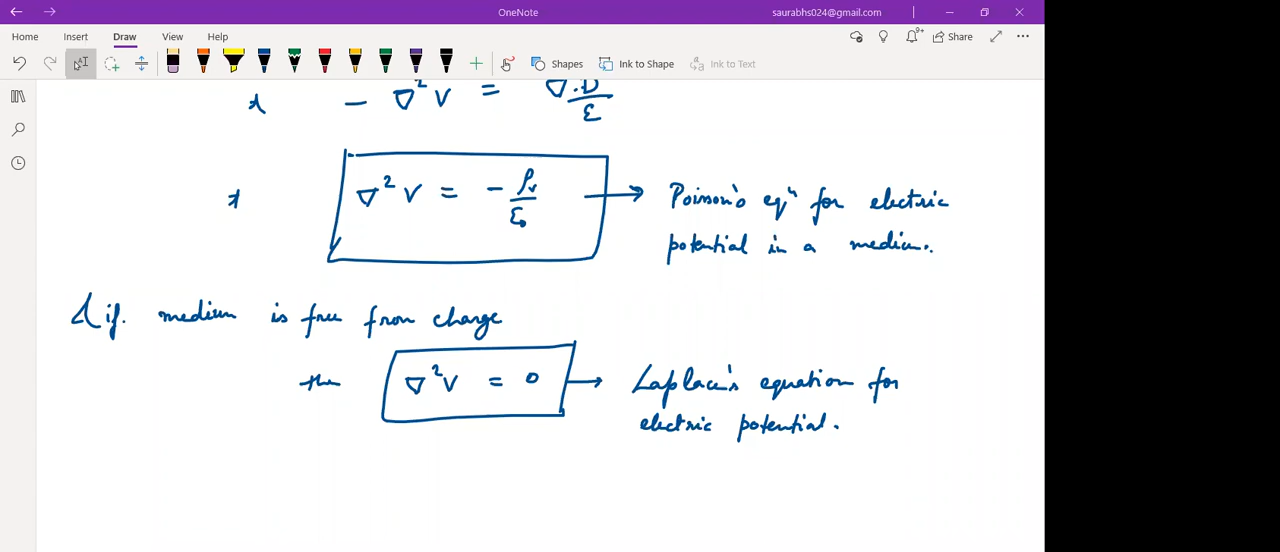 OneNote
saurabhs024@gmail.com
Home Insert Draw View Help
9+ Share
Shapes Ink to Shape Ink to Text
- ∇²V = ∇.D/ε
∇²V = - ρv/ε₀ → Poisson's eqn for electric
potential in a medium.
& if medium is free from charge
then ∇²V = 0 → Laplace's equation for
electric potential.